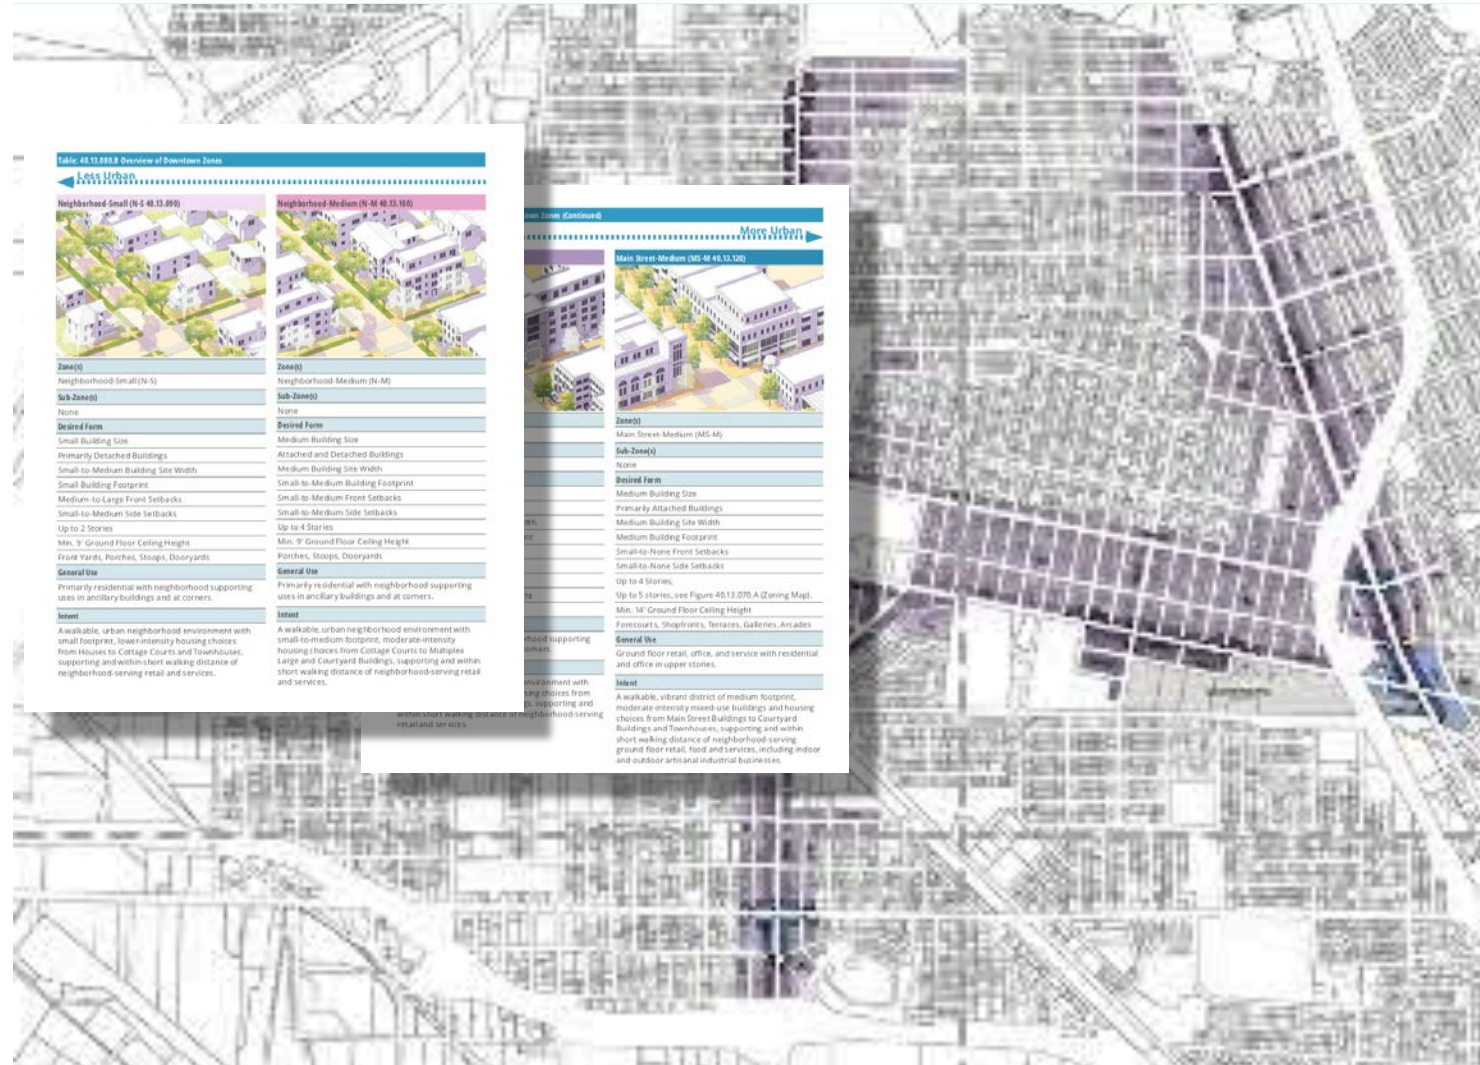 Table: 40.13.080.B Overview of Downtown Zones
Less Urban
Neighborhood-Small (N-S 40.13.090)
Zone(s)
Neighborhood-Small (N-S)
Sub-Zone(s)
None
Desired Form
Small Building Size
Primarily Detached Buildings
Small-to-Medium Building Site Width
Small Building Footprint
Medium-to-Large Front Setbacks
Small-to-Medium Side Setbacks
Up to 2 Stories
Min. 9' Ground Floor Ceiling Height
Front Yards, Porches, Stoops, Dooryards
General Use
Primarily residential with neighborhood supporting
uses in ancillary buildings and at corners.
Intent
A walkable, urban neighborhood environment with
small footprint, lower-intensity housing choices
from Houses to Cottage Courts and Townhouses,
supporting and within short walking distance of
neighborhood-serving retail and services.
Neighborhood-Medium (N-M 40.13.100)
Zone(s)
Neighborhood-Medium (N-M)
Sub-Zone(s)
None
Desired Form
Medium Building Size
Attached and Detached Buildings
Medium Building Site Width
Small-to-Medium Building Footprint
Small-to-Medium Front Setbacks
Small-to-Medium Side Setbacks
Up to 4 Stories
Min. 9' Ground Floor Ceiling Height
Porches, Stoops, Dooryards
General Use
Primarily residential with neighborhood supporting
uses in ancillary buildings and at corners.
Intent
A walkable, urban neighborhood environment with
small-to-medium footprint, moderate-intensity
housing choices from Cottage Courts to Multiplex
Large and Courtyard Buildings, supporting and within
short walking distance of neighborhood-serving retail
and services.
Zones (Continued)
More Urban
supporting
environment with
choices from
supporting and
within short walking distance of neighborhood-serving
retail and services.
Main Street-Medium (MS-M 40.13.120)
Zone(s)
Main Street-Medium (MS-M)
Sub-Zone(s)
None
Desired Form
Medium Building Size
Primarily Attached Buildings
Medium Building Site Width
Medium Building Footprint
Small-to-None Front Setbacks
Small-to-None Side Setbacks
Up to 4 Stories,
Up to 5 stories, see Figure 40.13.070.A (Zoning Map).
Min. 14' Ground Floor Ceiling Height
Forecourts, Shopfronts, Terraces, Galleries, Arcades
General Use
Ground floor retail, office, and service with residential
and office in upper stories.
Intent
A walkable, vibrant district of medium footprint,
moderate-intensity mixed-use buildings and housing
choices from Main Street Buildings to Courtyard
Buildings and Townhouses, supporting and within
short walking distance of neighborhood-serving
ground floor retail, food and services, including indoor
and outdoor artisanal industrial businesses.